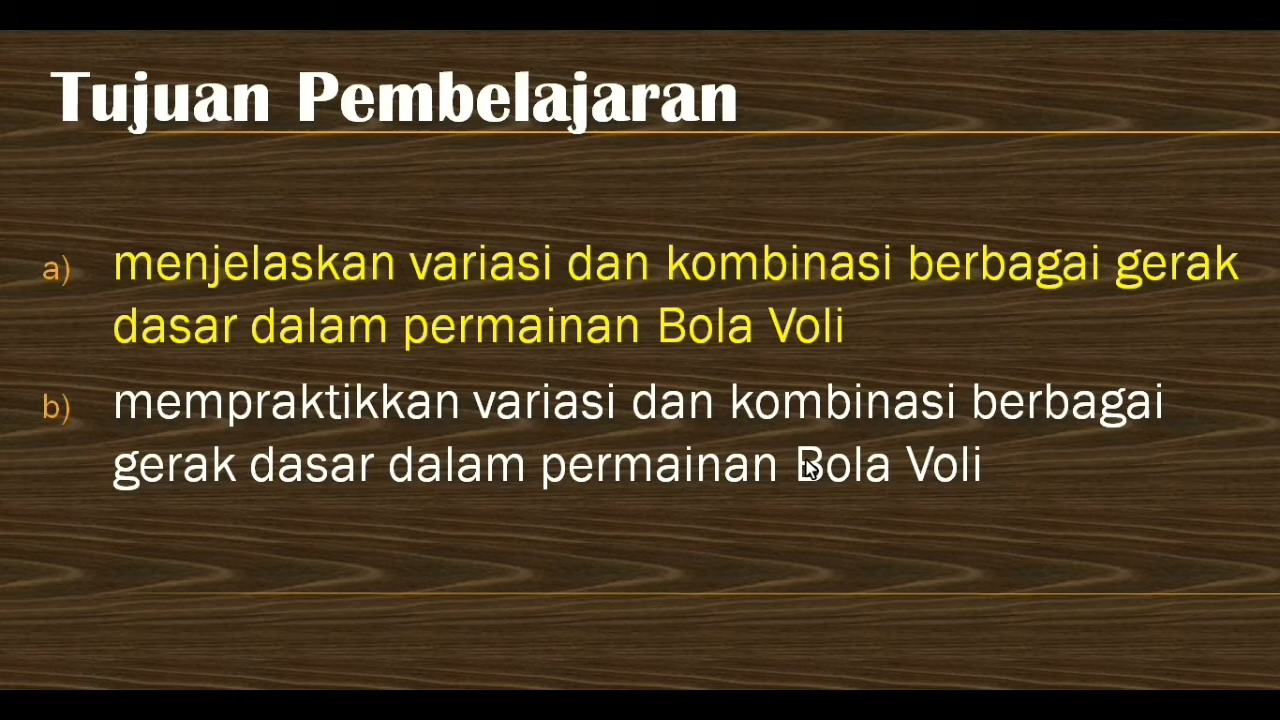 Tujuan Pembelajaran
a) menjelaskan variasi dan kombinasi berbagai gerak
dasar dalam permainan Bola Voli
b) mempraktikkan variasi dan kombinasi berbagai
gerak dasar dalam permainan Bola Voli